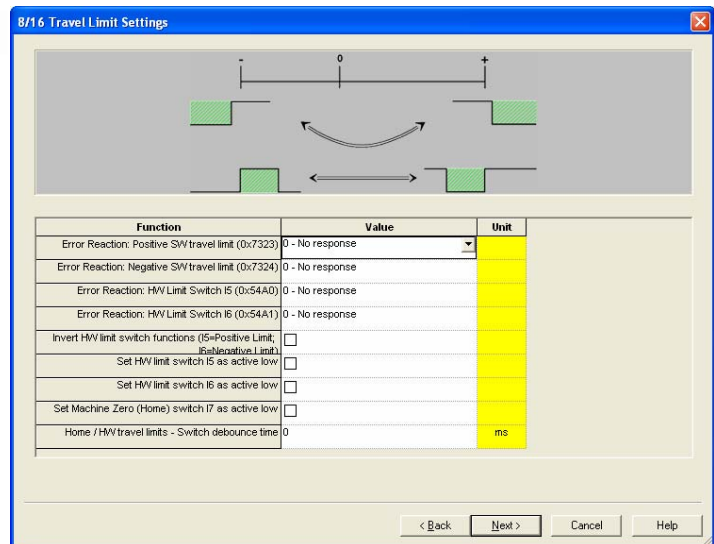 8/16 Travel Limit Settings
- 0 +
Function Value Unit
Error Reaction: Positive SW travel limit (0x7323) 0 - No response
Error Reaction: Negative SW travel limit (0x7324) 0 - No response
Error Reaction: HW Limit Switch I5 (0x54A0) 0 - No response
Error Reaction: HW Limit Switch I6 (0x54A1) 0 - No response
Invert HW limit switch functions (I5=Positive Limit;
I6=Negative Limit)
Set HW limit switch I5 as active low
Set HW limit switch I6 as active low
Set Machine Zero (Home) switch I7 as active low
Home / HW travel limits - Switch debounce time 0 ms
< Back Next > Cancel Help